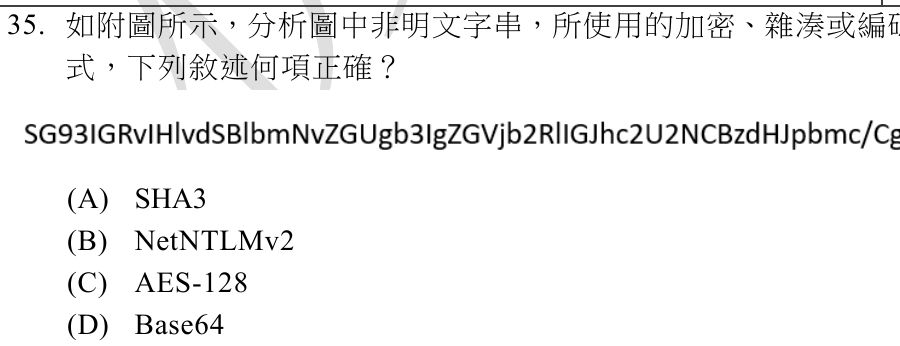 35. 如附圖所示，分析圖中非明文字串，所使用的加密、雜湊或編
式，下列敘述何項正確？
SG93IGRvIHlvdSBlbmNvZGUgb3IgZGVjb2RlIGJhc2U2NCBzdHJpbmc/Cg
(A) SHA3
(B) NetNTLMv2
(C) AES-128
(D) Base64